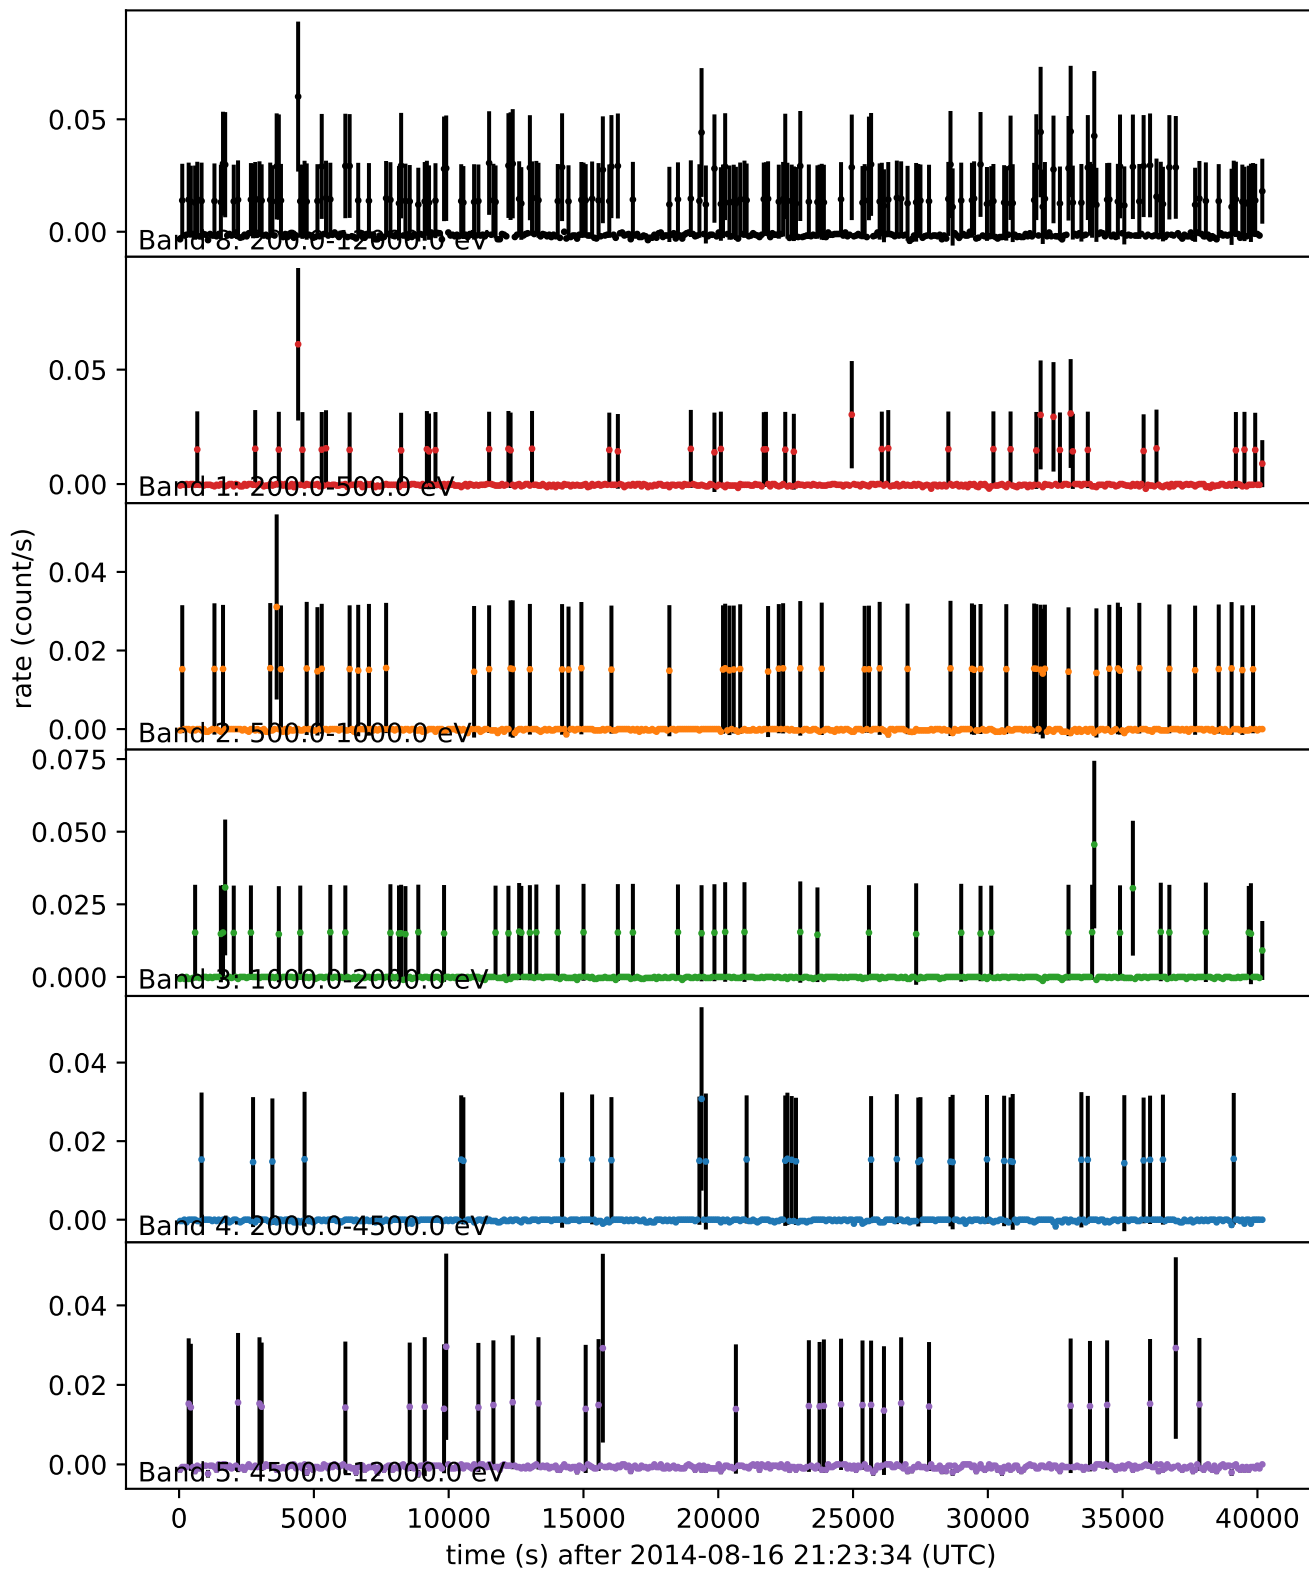 0.05
0.00
Band 8: 200.0-12000.0 eV
0.05
0.00
Band 1: 200.0-500.0 eV
rate (count/s)
0.04
0.02
0.00
Band 2: 500.0-1000.0 eV
0.075
0.050
0.025
0.000
Band 3: 1000.0-2000.0 eV
0.04
0.02
0.00
Band 4: 2000.0-4500.0 eV
0.04
0.02
0.00
Band 5: 4500.0-12000.0 eV
0 5000 10000 15000 20000 25000 30000 35000 40000
time (s) after 2014-08-16 21:23:34 (UTC)